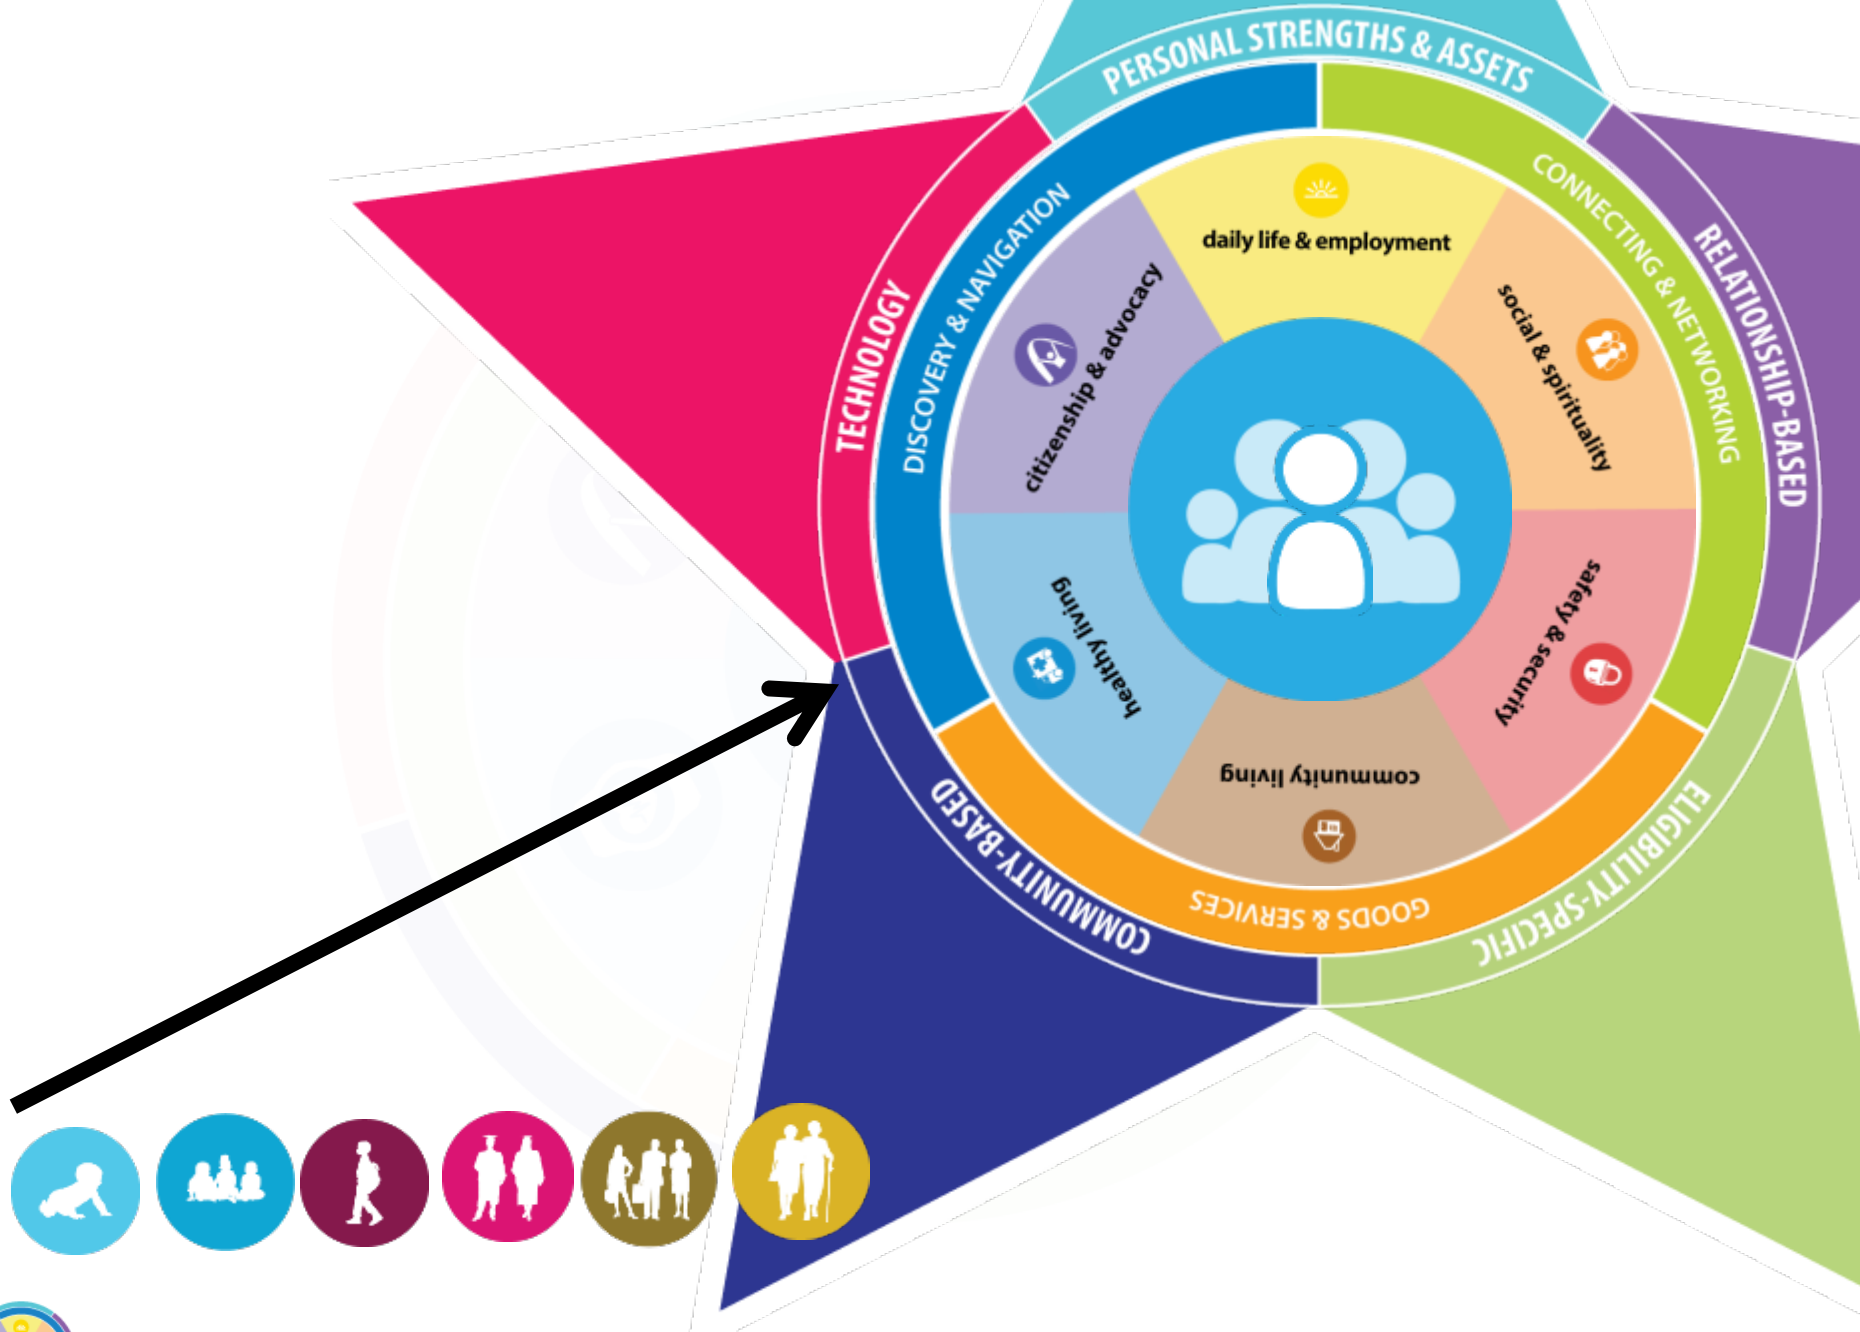 PERSONAL STRENGTHS & ASSETS
TECHNOLOGY
DISCOVERY & NAVIGATION
CONNECTING & NETWORKING
RELATIONSHIP-BASED
daily life & employment
citizenship & advocacy
social & spirituality
healthy living
safety & security
community living
GOODS & SERVICES
COMMUNITY-BASED
ELIGIBILITY-SPECIFIC